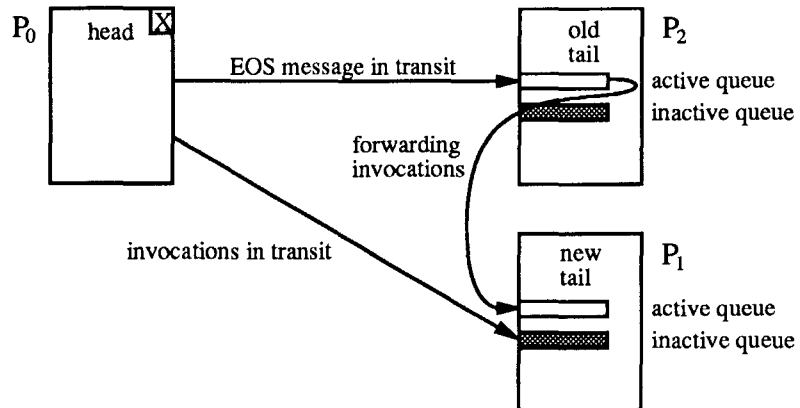 P0
head
X
EOS message in transit
old
tail
P2
active queue
inactive queue
forwarding
invocations
invocations in transit
new
tail
P1
active queue
inactive queue